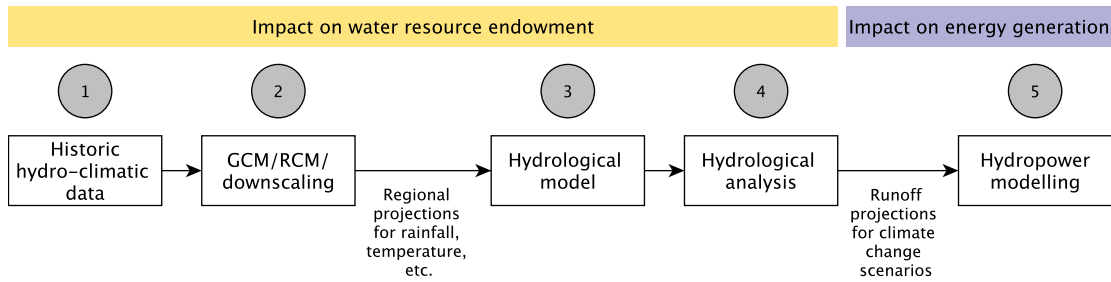 Impact on water resource endowment
Impact on energy generation
1
2
3
4
5
Historic
hydro-climatic
data
GCM/RCM/
downscaling
Regional
projections
for rainfall,
temperature,
etc.
Hydrological
model
Hydrological
analysis
Runoff
projections
for climate
change
scenarios
Hydropower
modelling